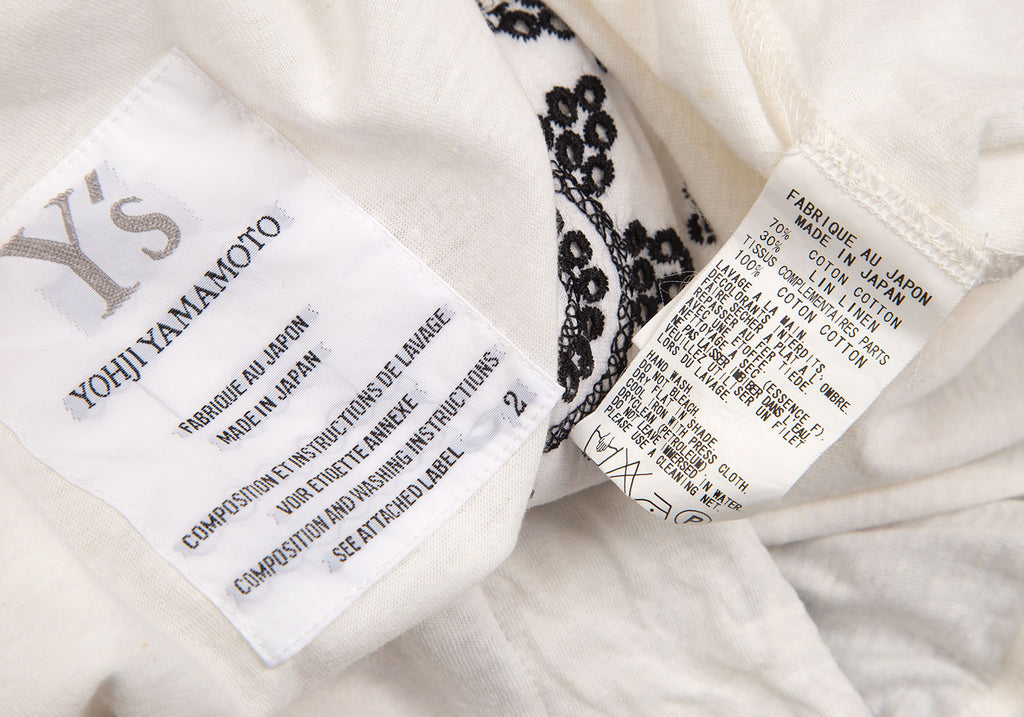 Y's
YOHJI YAMAMOTO
FABRIQUE AU JAPON
MADE IN JAPAN
COMPOSITION ET INSTRUCTIONS DE LAVAGE
VOIR ETIQETTE ANNEXE
COMPOSITION AND WASHING INSTRUCTIONS
SEE ATTACHED LABEL
2
FABRIQUE AU JAPON
MADE IN JAPAN
70% COTON COTTON
30% LIN LINEN
TISSUS COMPLEMENTAIRES PARTS
100% COTON COTTON
LAVAGE A LA MAIN.
DECOLORANTS INTERDITS.
FAIRE SECHER A PLAT A L'OMBRE.
REPASSER AU FER TIEDE,
AVEC ETOFFE
NETTOYAGE A SEC (ESSENCE F).
NE PAS LAISSER DANS L'EAU
VEUILLEZ UTILISER UN FILET
LORS DU LAVAGE
HAND WASH.
DO NOT BLEACH
DRY FLAT IN SHADE
COOL IRON WITH PRESS CLOTH.
DRYCLEAN (PETROLEUM)
DO NOT LEAVE IMMERSED IN WATER
PLEASE USE A CLEANING NET.
P